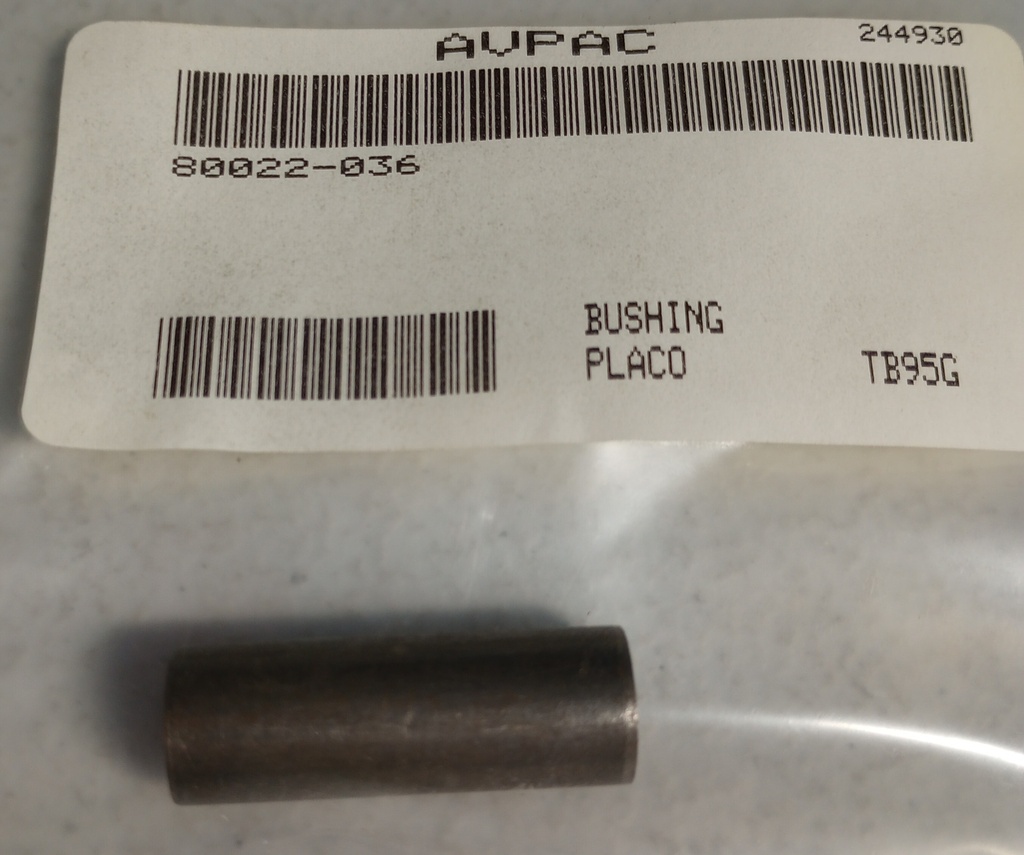 AVPAC 244930
80022-036
BUSHING
PLACO TB95G